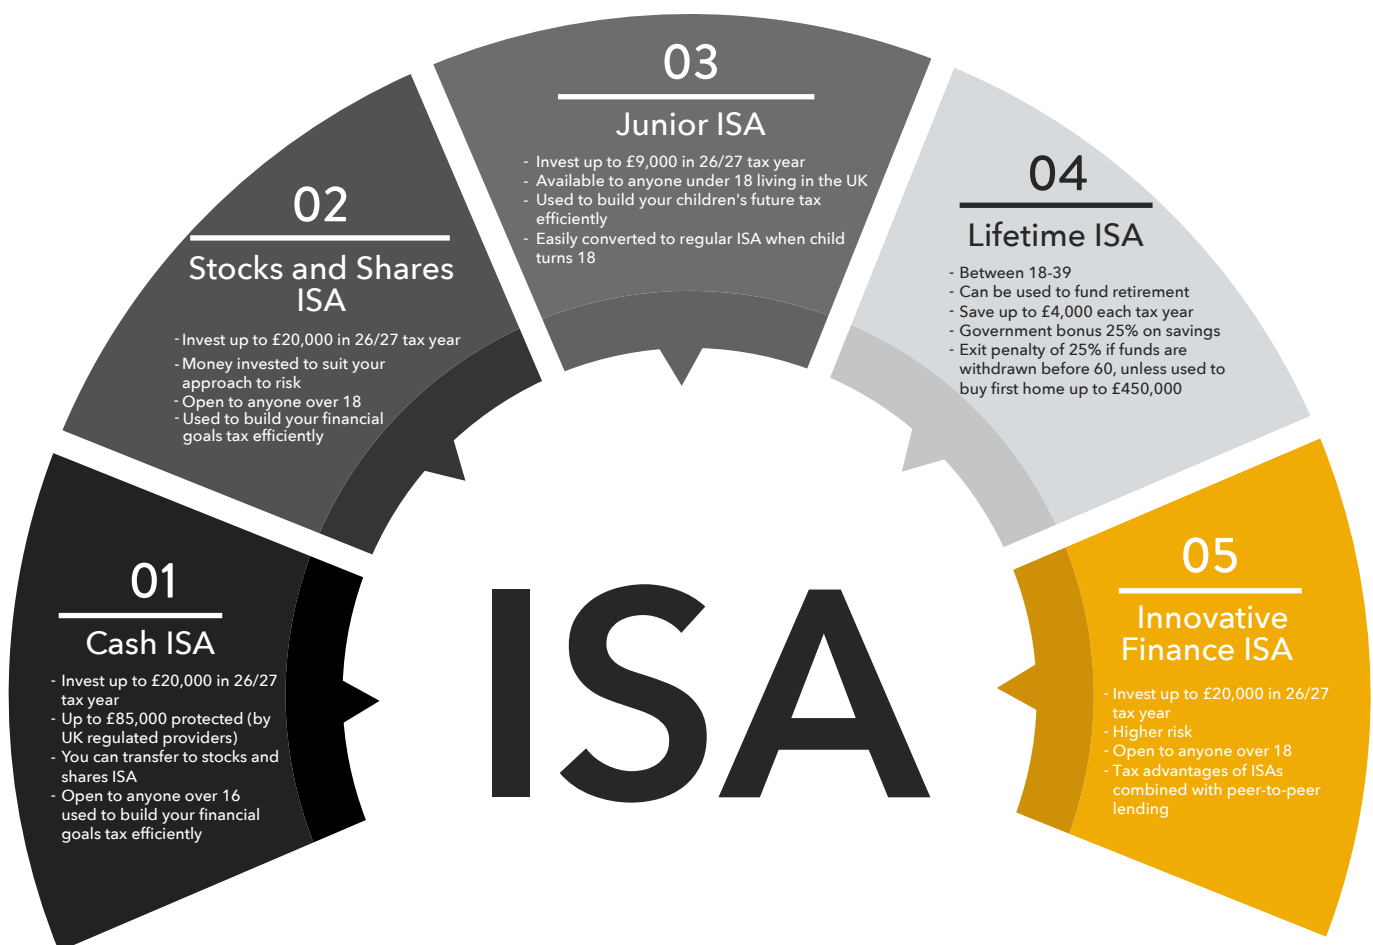 01
Cash ISA
- Invest up to £20,000 in 26/27
tax year
- Up to £85,000 protected (by
UK regulated providers)
- You can transfer to stocks and
shares ISA
- Open to anyone over 16
used to build your financial
goals tax efficiently
02
Stocks and Shares
ISA
- Invest up to £20,000 in 26/27 tax year
- Money invested to suit your
approach to risk
- Open to anyone over 18
- Used to build your financial
goals tax efficiently
03
Junior ISA
- Invest up to £9,000 in 26/27 tax year
- Available to anyone under 18 living in the UK
- Used to build your children's future tax
efficiently
- Easily converted to regular ISA when child
turns 18
04
Lifetime ISA
- Between 18-39
- Can be used to fund retirement
- Save up to £4,000 each tax year
- Government bonus 25% on savings
- Exit penalty of 25% if funds are
withdrawn before 60, unless used to
buy first home up to £450,000
05
Innovative
Finance ISA
- Invest up to £20,000 in 26/27
tax year
- Higher risk
- Open to anyone over 18
- Tax advantages of ISAs
combined with peer-to-peer
lending
ISA